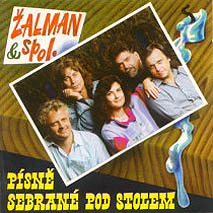 ŽALMAN
& spol.
PÍSNĚ
SEBRANÉ POD STOLEM